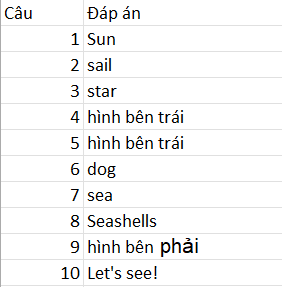 Câu Đáp án
1 Sun
2 sail
3 star
4 hình bên trái
5 hình bên trái
6 dog
7 sea
8 Seashells
9 hình bên phải
10 Let's see!